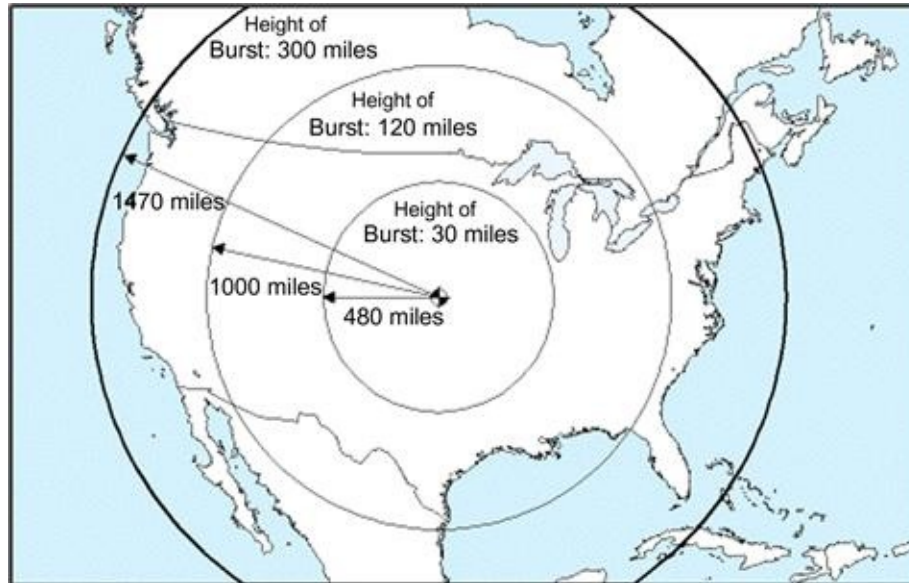 Height of
Burst: 300 miles
Height of
Burst: 120 miles
1470 miles
Height of
Burst: 30 miles
1000 miles
480 miles